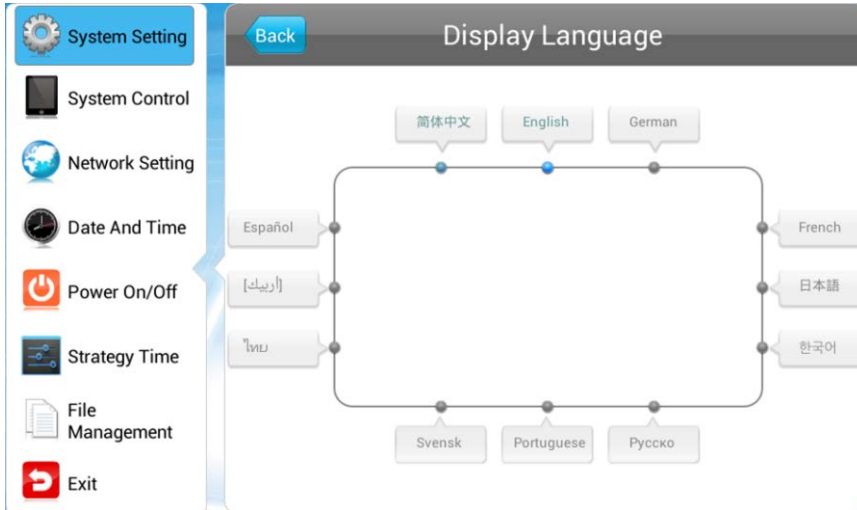 System Setting
System Control
Network Setting
Date And Time
Power On/Off
Strategy Time
File
Management
Exit
Back
Display Language
简体中文
English
German
Español
French
[أربيك]
日本語
ไทย
한국어
Svensk
Portuguese
Русско